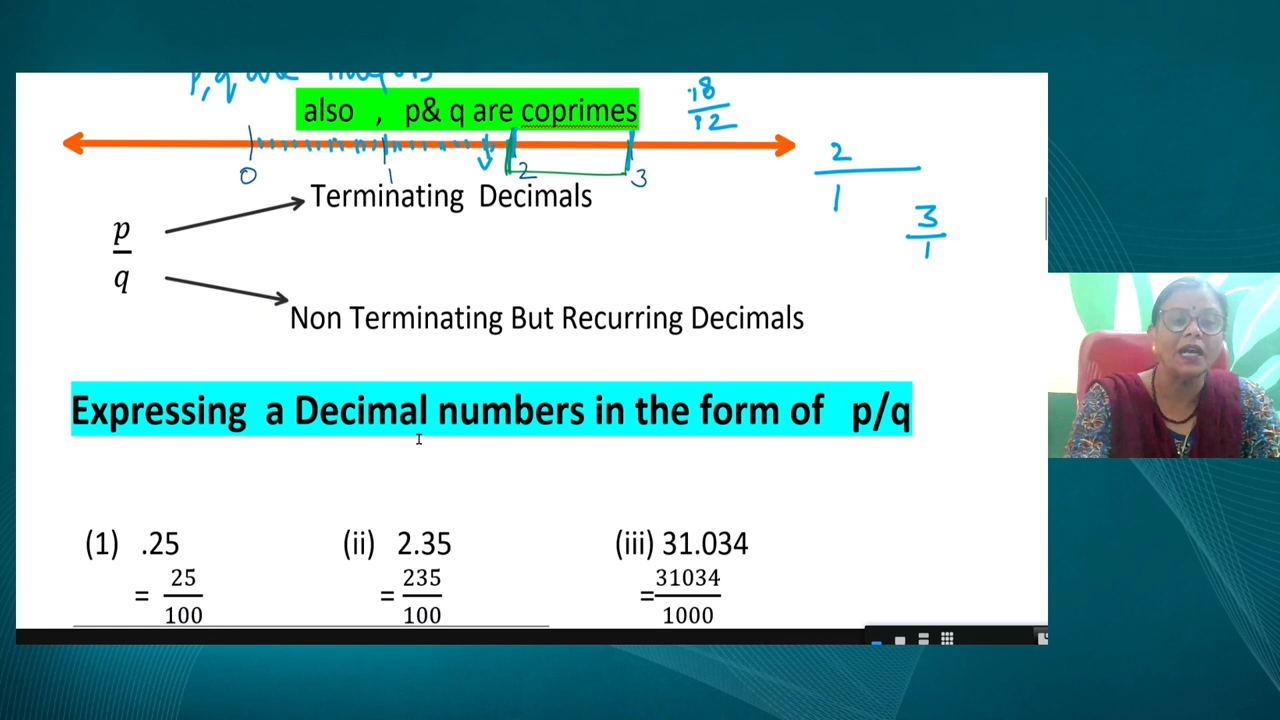 p,q are
also , p& q are coprimes
18
12
0 1 2 3
2
1
3
1
Terminating Decimals
p
q
Non Terminating But Recurring Decimals
Expressing a Decimal numbers in the form of p/q
(1) .25 (ii) 2.35 (iii) 31.034
= 25/100 = 235/100 =31034/1000